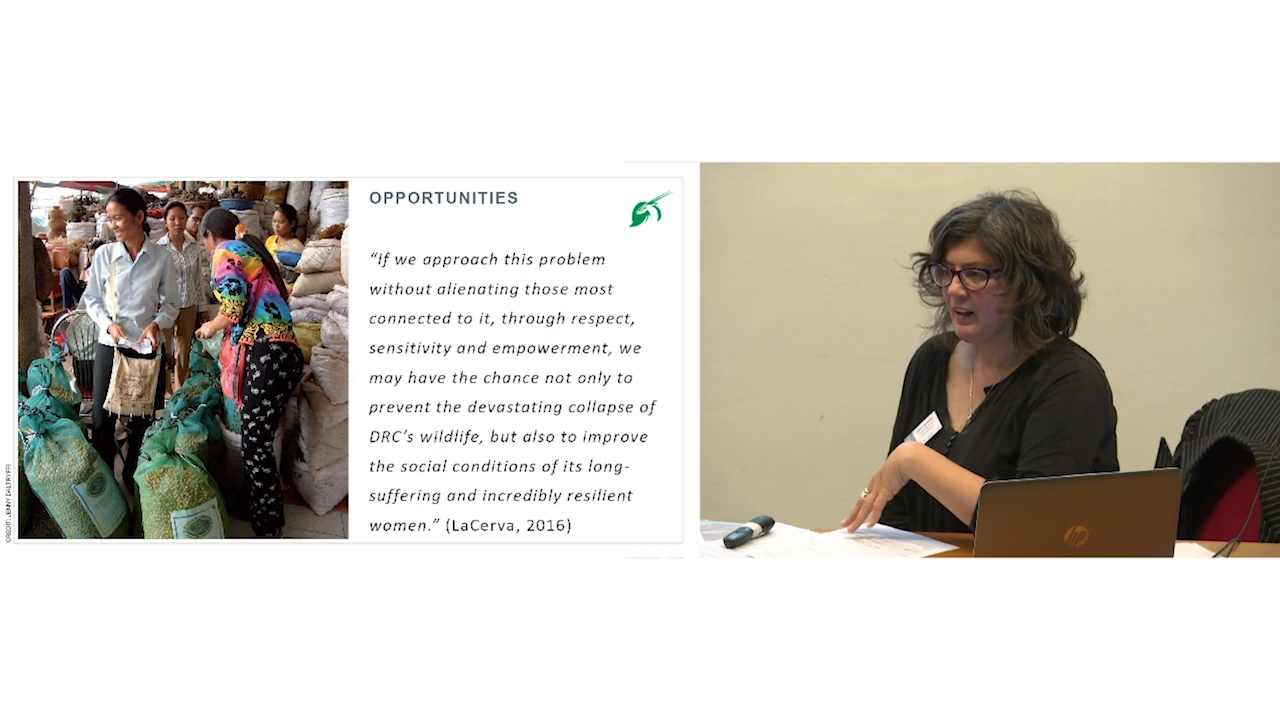 OPPORTUNITIES
“If we approach this problem
without alienating those most
connected to it, through respect,
sensitivity and empowerment, we
may have the chance not only to
prevent the devastating collapse of
DRC’s wildlife, but also to improve
the social conditions of its long-
suffering and incredibly resilient
women.” (LaCerva, 2016)
hp